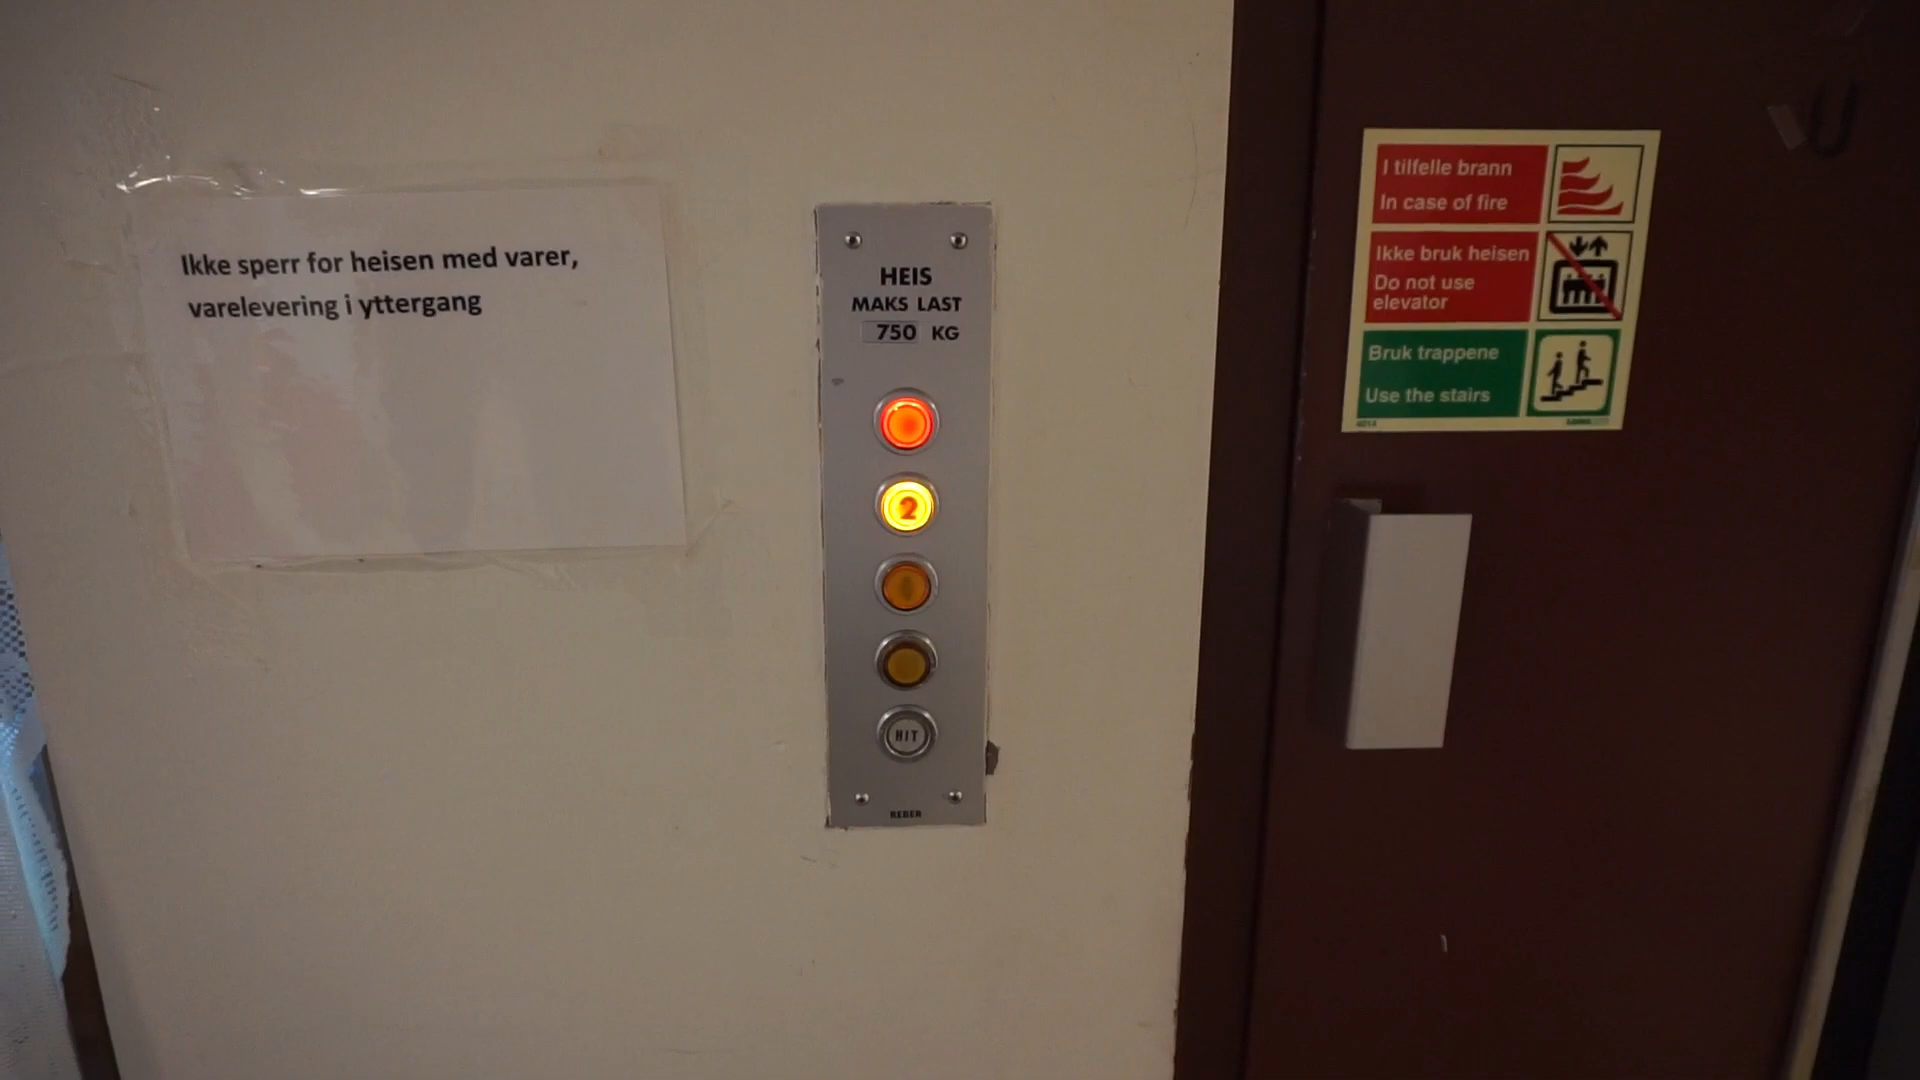 Ikke sperr for heisen med varer,
varelevering i yttergang
HEIS
MAKS LAST
750 KG
2
HIT
REBER
I tilfelle brann
In case of fire
Ikke bruk heisen
Do not use
elevator
Bruk trappene
Use the stairs